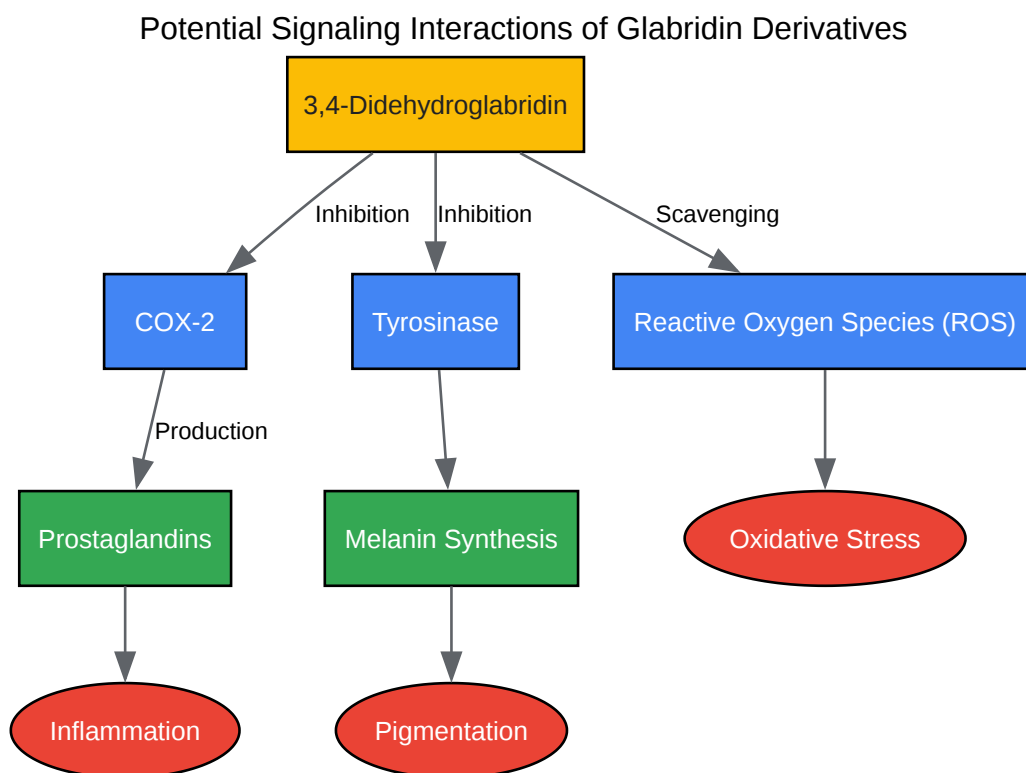 Potential Signaling Interactions of Glabridin Derivatives
3,4-Didehydroglabridin
Inhibition
Inhibition
Scavenging
COX-2
Tyrosinase
Reactive Oxygen Species (ROS)
Production
Prostaglandins
Melanin Synthesis
Oxidative Stress
Inflammation
Pigmentation